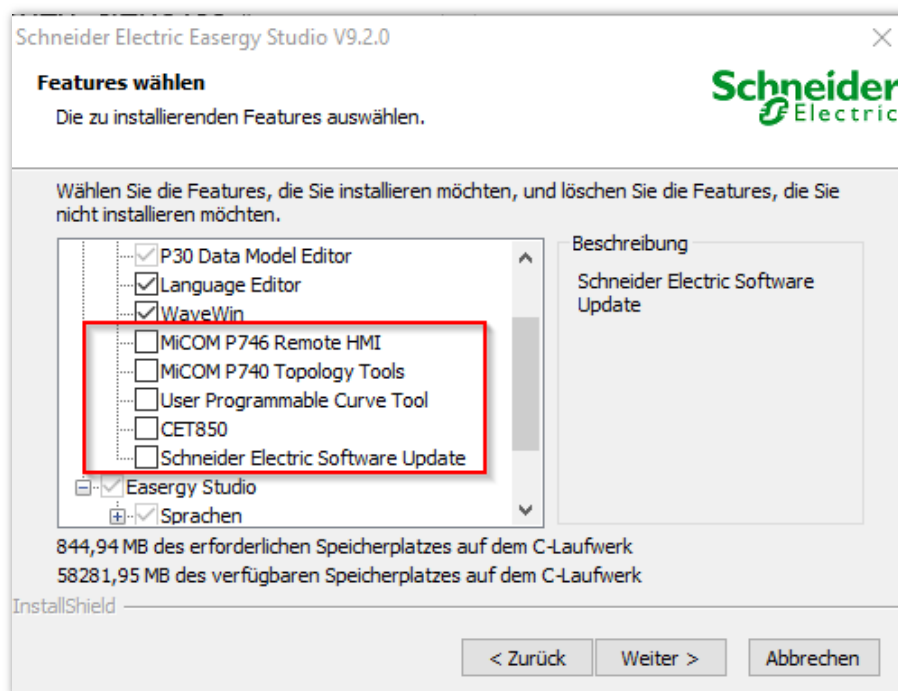 Schneider Electric Easergy Studio V9.2.0
Features wählen
Die zu installierenden Features auswählen.
Schneider
Electric
Wählen Sie die Features, die Sie installieren möchten, und löschen Sie die Features, die Sie
nicht installieren möchten.
P30 Data Model Editor
Language Editor
WaveWin
MiCOM P746 Remote HMI
MiCOM P740 Topology Tools
User Programmable Curve Tool
CET850
Schneider Electric Software Update
Easergy Studio
Sprachen
Beschreibung
Schneider Electric Software
Update
844,94 MB des erforderlichen Speicherplatzes auf dem C-Laufwerk
58281,95 MB des verfügbaren Speicherplatzes auf dem C-Laufwerk
InstallShield
< Zurück
Weiter >
Abbrechen